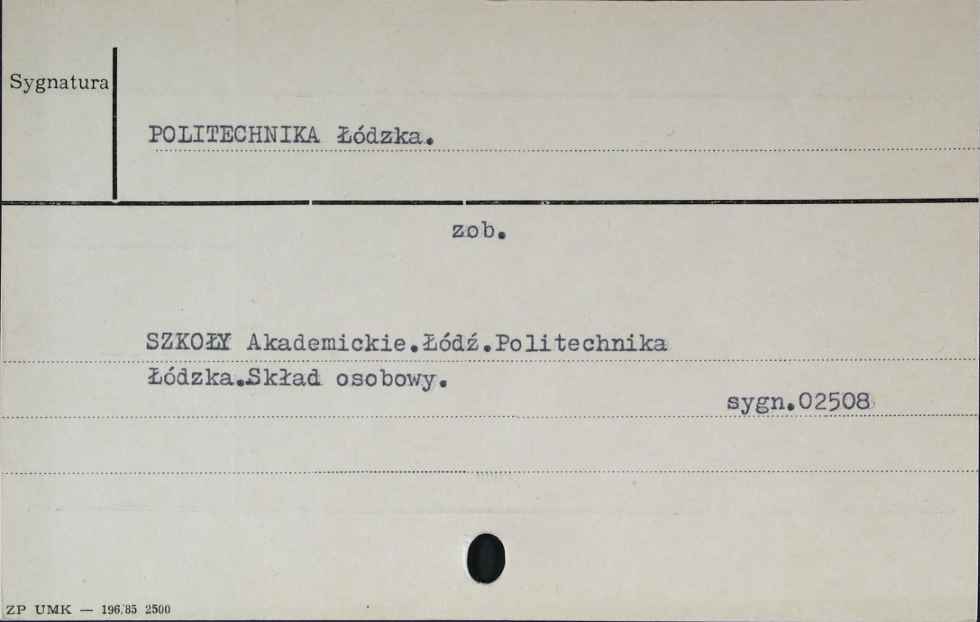 Sygnatura
POLITECHNIKA Łódzka.
zob.
SZKOŁY Akademickie.Łódź.Politechnika
Łódzka.Skład osobowy.
sygn.02508
ZP UMK — 196/85 2500